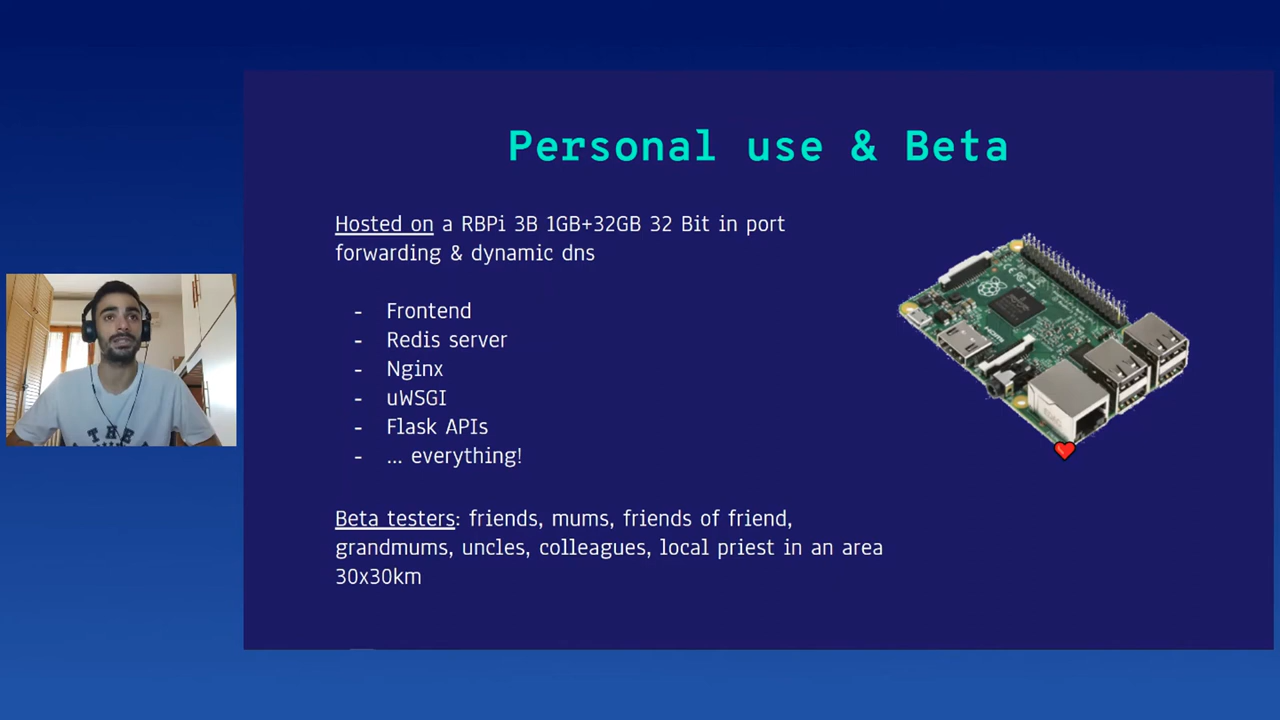 Personal use & Beta
Hosted on a RBPi 3B 1GB+32GB 32 Bit in port
forwarding & dynamic dns
- Frontend
- Redis server
- Nginx
- uWSGI
- Flask APIs
- ... everything!
Beta testers: friends, mums, friends of friend,
grandmums, uncles, colleagues, local priest in an area
30x30km
THE